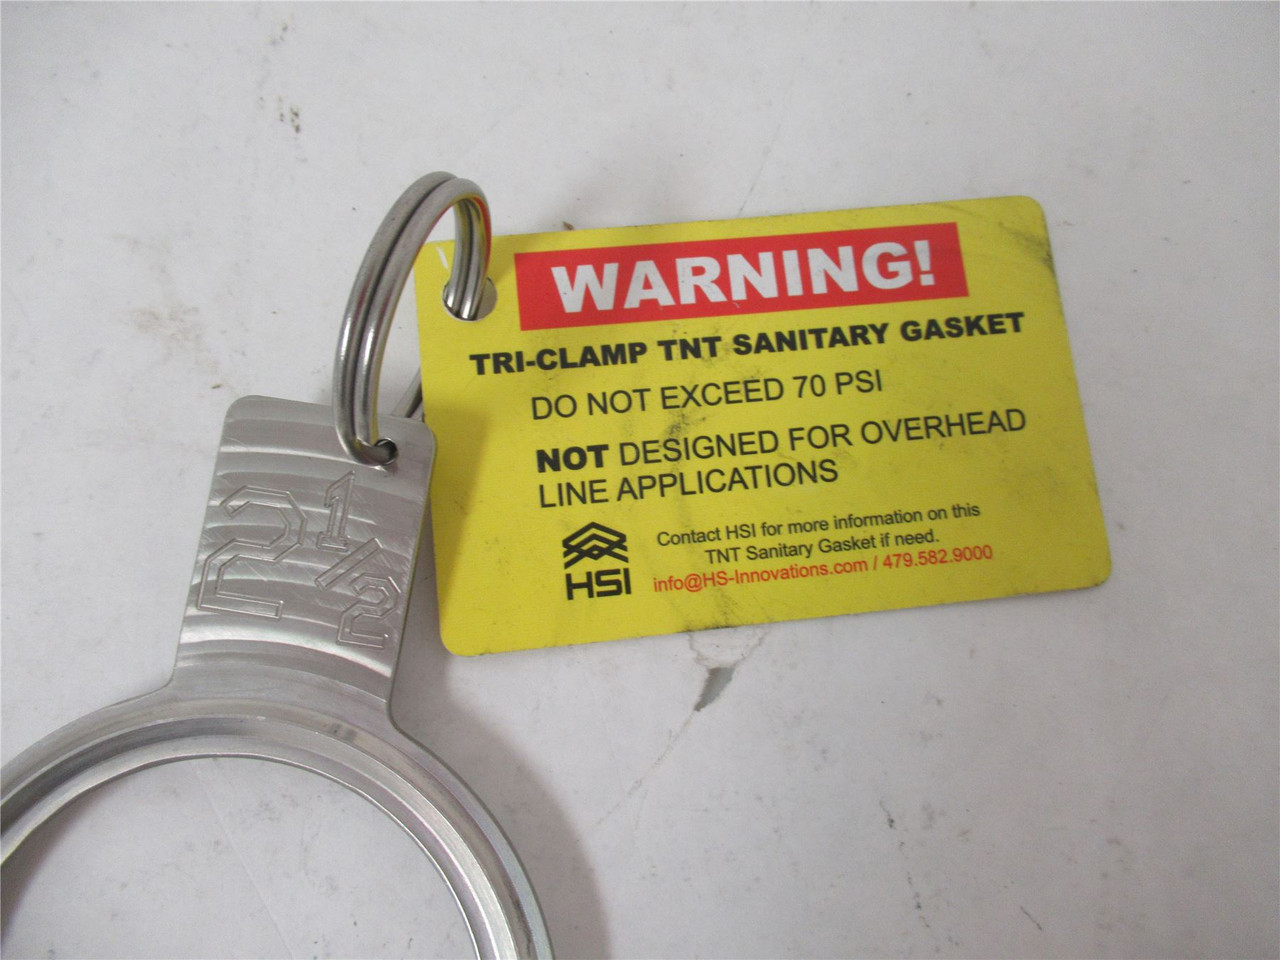 WARNING!
TRI-CLAMP TNT SANITARY GASKET
DO NOT EXCEED 70 PSI
NOT DESIGNED FOR OVERHEAD
LINE APPLICATIONS
HSI
Contact HSI for more information on this
TNT Sanitary Gasket if need.
info@HS-Innovations.com / 479.582.9000
2 1/2